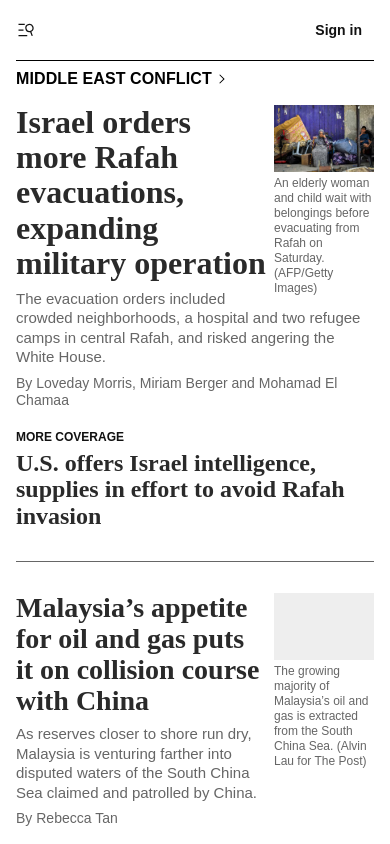 Sign in
MIDDLE EAST CONFLICT
Israel orders
more Rafah
evacuations,
expanding
military operation
An elderly woman
and child wait with
belongings before
evacuating from
Rafah on
Saturday.
(AFP/Getty
Images)
The evacuation orders included
crowded neighborhoods, a hospital and two refugee
camps in central Rafah, and risked angering the
White House.
By Loveday Morris, Miriam Berger and Mohamad El
Chamaa
MORE COVERAGE
U.S. offers Israel intelligence,
supplies in effort to avoid Rafah
invasion
Malaysia’s appetite
for oil and gas puts
it on collision course
with China
The growing
majority of
Malaysia's oil and
gas is extracted
from the South
China Sea. (Alvin
Lau for The Post)
As reserves closer to shore run dry,
Malaysia is venturing farther into
disputed waters of the South China
Sea claimed and patrolled by China.
By Rebecca Tan